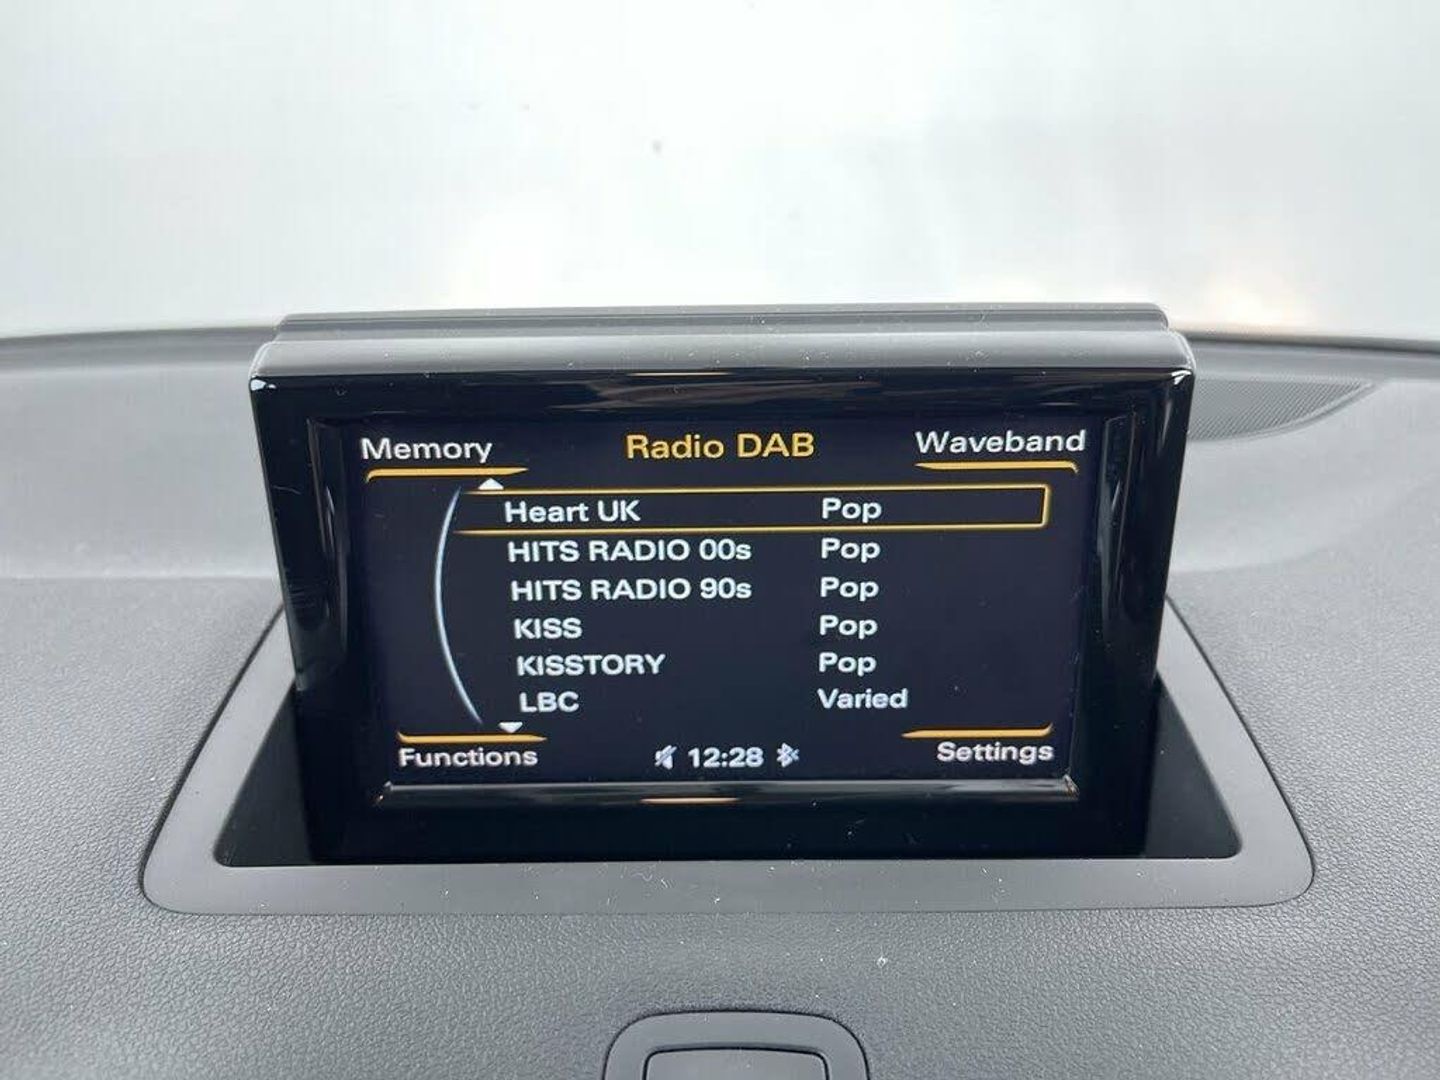 Memory Radio DAB Waveband
Heart UK Pop
HITS RADIO 00s Pop
HITS RADIO 90s Pop
KISS Pop
KISSTORY Pop
LBC Varied
Functions 12:28 Settings